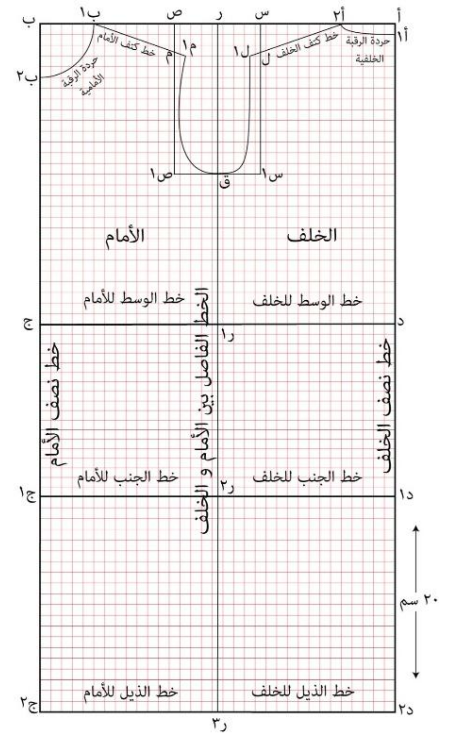 أ
أ٢
س
ر
ص
ب١
ب
أ١
حردة الرقبة
الخلفية
خط كتف الخلف
ل١
ل
م١
م
خط كتف الأمام
حردة الرقبة
الأمامية
ب٢
س١
ق
ص١
الخلف
الأمام
خط الوسط للخلف
خط الوسط للأمام
د
ر١
ج
خط نصف الخلف
الخط الفاصل بين الأمام و الخلف
خط نصف الأمام
خط الجنب للخلف
خط الجنب للأمام
د١
ر٢
ج١
٢٠ سم
خط الذيل للخلف
خط الذيل للأمام
د٢
ر٣
ج٢